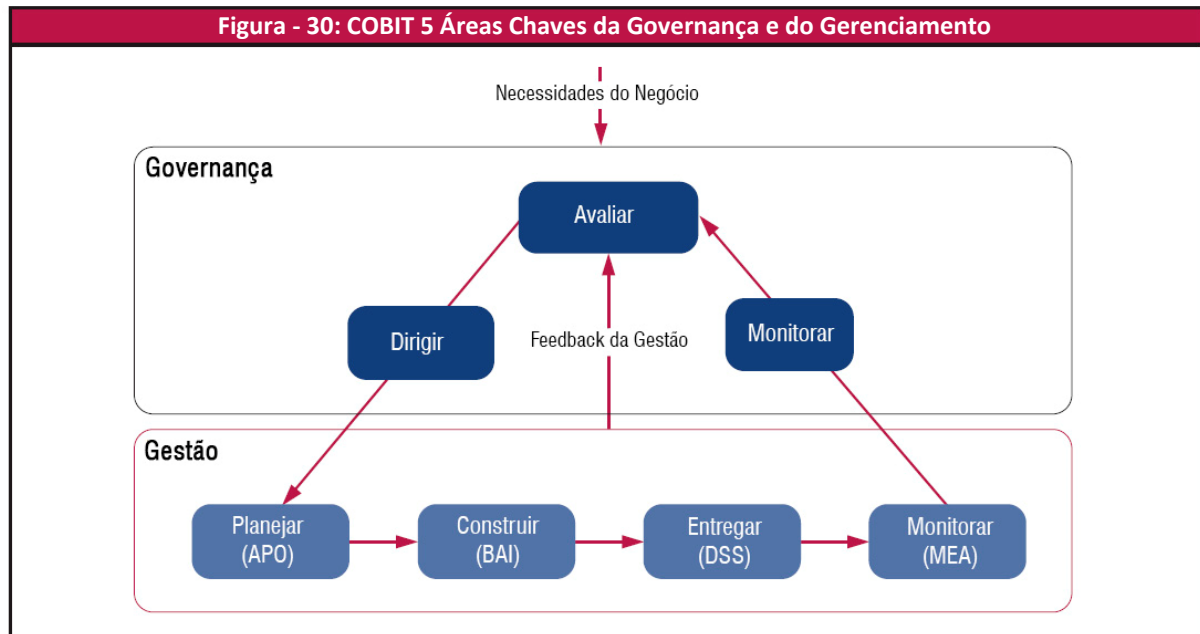 Figura - 30: COBIT 5 Áreas Chaves da Governança e do Gerenciamento
Necessidades do Negócio
Governança
Avaliar
Dirigir
Feedback da Gestão
Monitorar
Gestão
Planejar
(APO)
Construir
(BAI)
Entregar
(DSS)
Monitorar
(MEA)